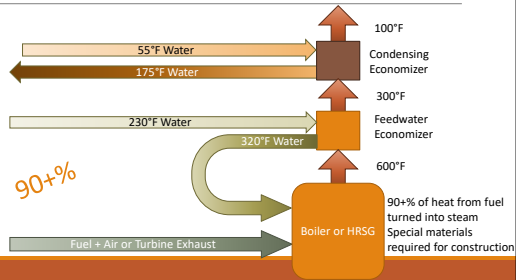 100°F
55°F Water
Condensing
Economizer
175°F Water
300°F
230°F Water
Feedwater
Economizer
320°F Water
600°F
90+%
90+% of heat from fuel
turned into steam
Special materials
required for construction
Boiler or HRSG
Fuel + Air or Turbine Exhaust